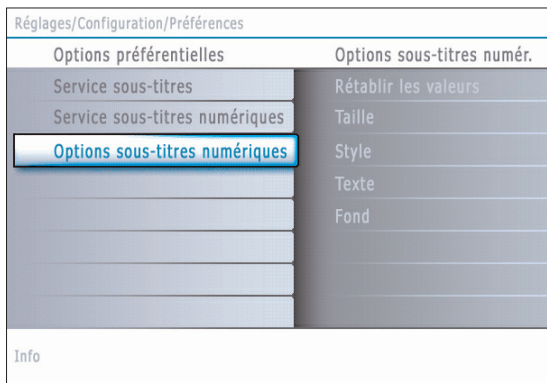 Réglages/Configuration/Préférences
Options préférentielles
Options sous-titres numér.
Service sous-titres
Rétablir les valeurs
Service sous-titres numériques
Taille
Options sous-titres numériques
Style
Texte
Fond
Info